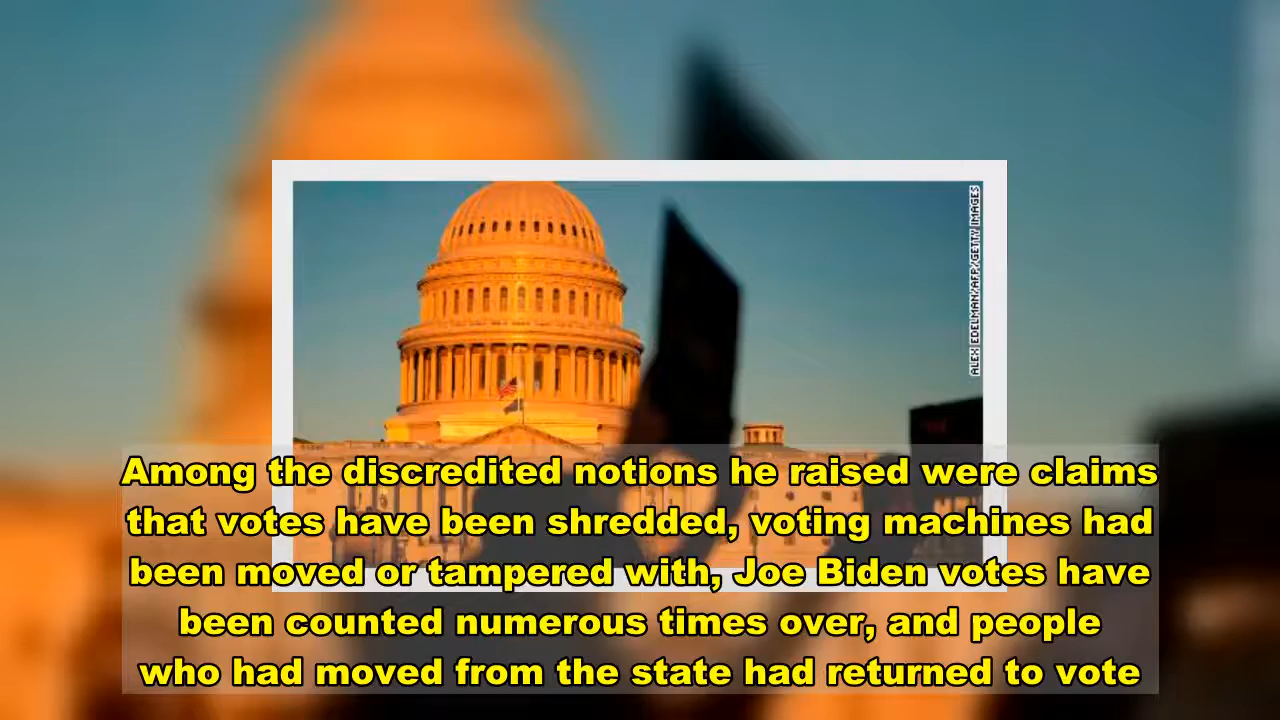 ALEX EDELMAN/AFP/GETTY IMAGES
Among the discredited notions he raised were claims
that votes have been shredded, voting machines had
been moved or tampered with, Joe Biden votes have
been counted numerous times over, and people
who had moved from the state had returned to vote